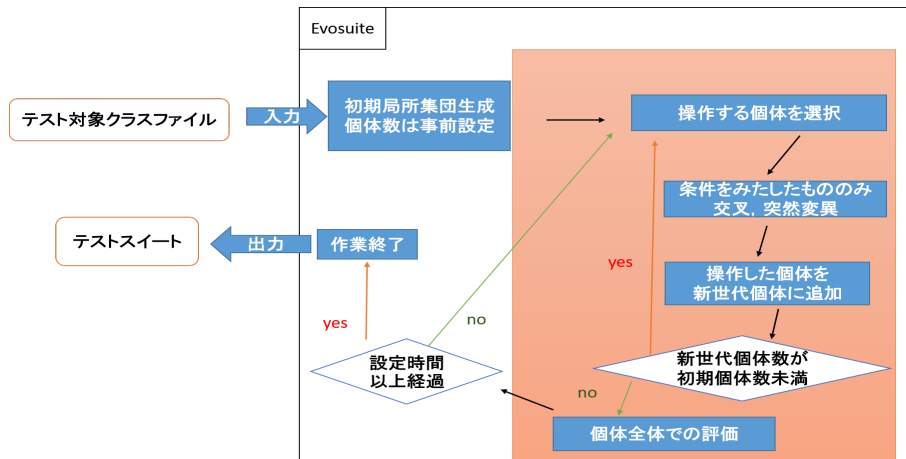 Evosuite
テスト対象クラスファイル
入力
初期局所集団生成
個体数は事前設定
操作する個体を選択
条件をみたしたもののみ
交叉, 突然変異
テストスイート
出力
作業終了
yes
操作した個体を
新世代個体に追加
yes
no
設定時間
以上経過
新世代個体数が
初期個体数未満
no
個体全体での評価